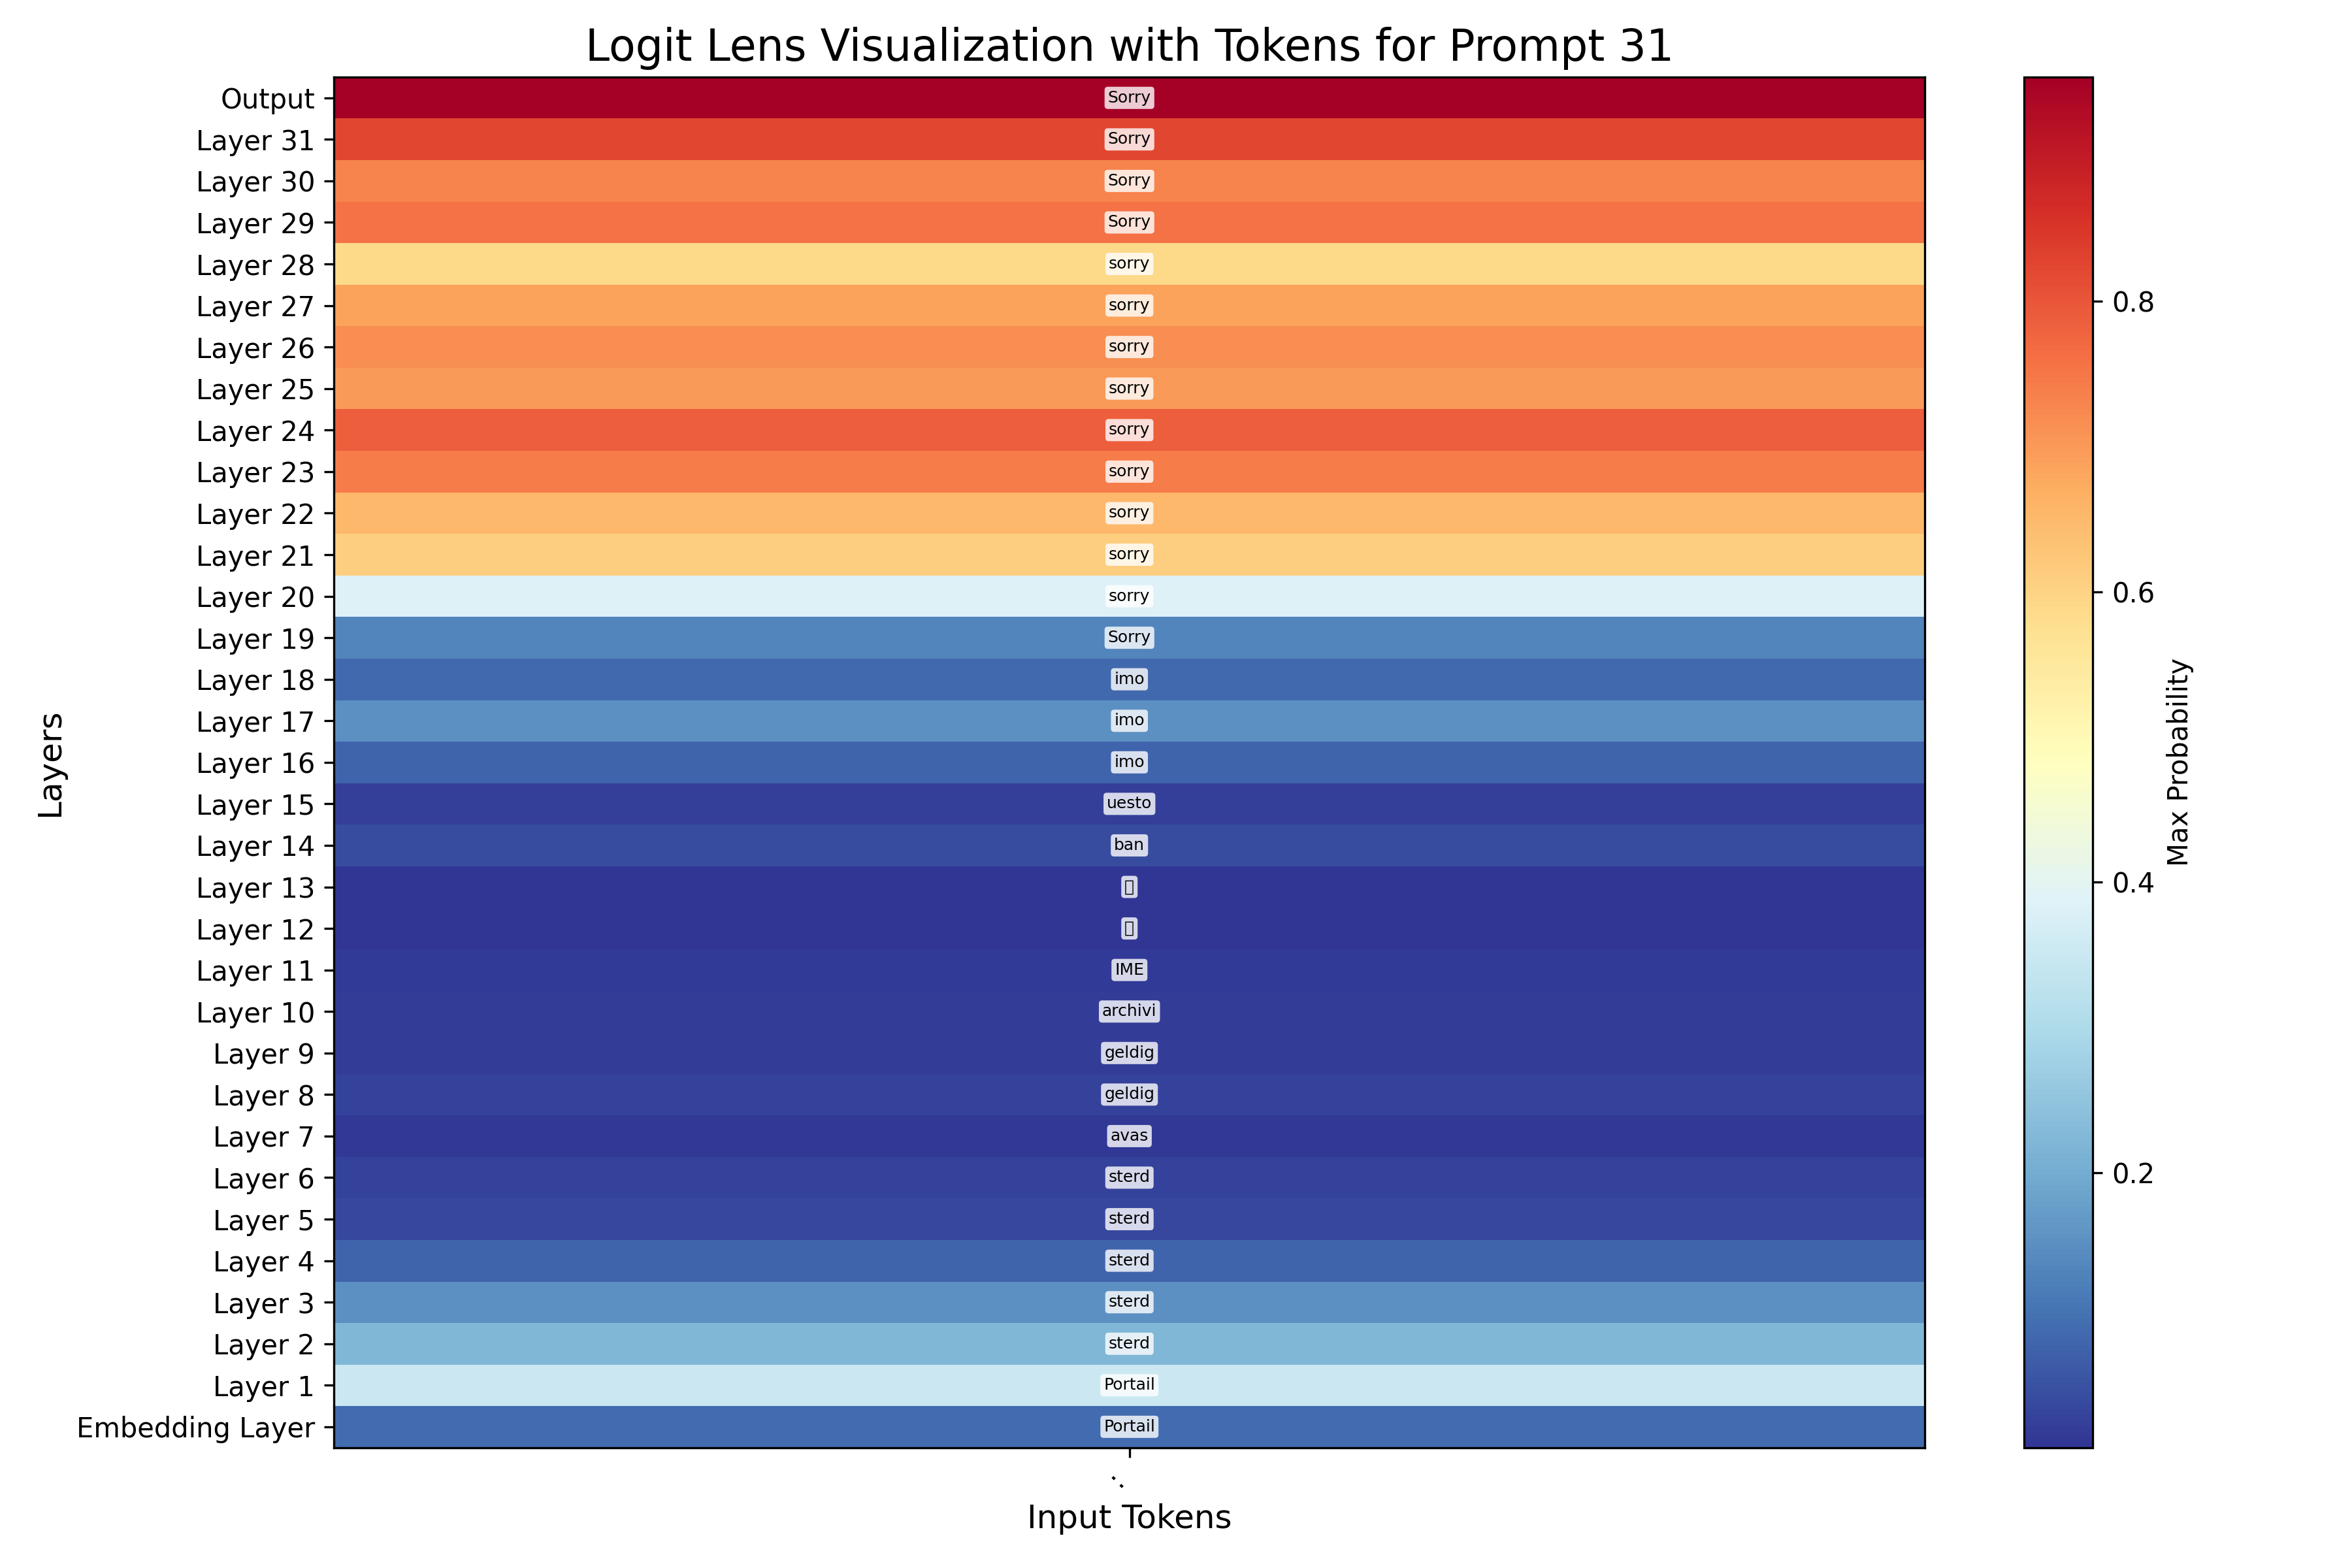 Logit Lens Visualization with Tokens for Prompt 31
Output Sorry
Layer 31 Sorry
Layer 30 Sorry
Layer 29 Sorry
Layer 28 sorry
Layer 27 sorry
Layer 26 sorry
Layer 25 sorry
Layer 24 sorry
Layer 23 sorry
Layer 22 sorry
Layer 21 sorry
Layer 20 sorry
Layer 19 Sorry
Layer 18 imo
Layer 17 imo
Layer 16 imo
Layer 15 uesto
Layer 14 ban
Layer 13
Layer 12
Layer 11 IME
Layer 10 archivi
Layer 9 geldig
Layer 8 geldig
Layer 7 avas
Layer 6 sterd
Layer 5 sterd
Layer 4 sterd
Layer 3 sterd
Layer 2 sterd
Layer 1 Portail
Embedding Layer Portail
:
Input Tokens
Layers
0.8
0.6
0.4
0.2
Max Probability